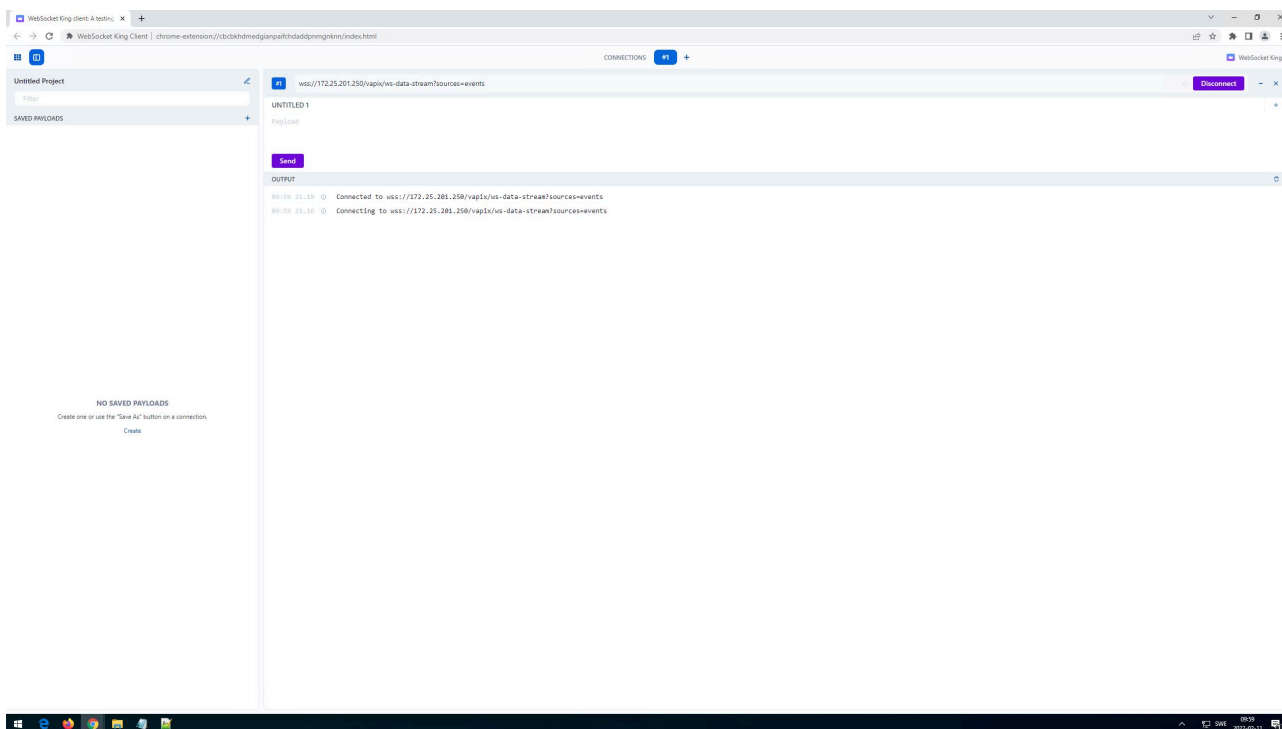 WebSocket King client: A testing
WebSocket King Client | chrome-extension://cbcbkhdmedgianpaifchdaddpnmgnknn/index.html
CONNECTIONS #1 +
WebSocket King
Untitled Project
Filter
SAVED PAYLOADS +
NO SAVED PAYLOADS
Create one or use the "Save As" button on a connection.
Create
#1 wss://172.25.201.250/vapix/ws-data-stream?sources=events Disconnect
UNTITLED 1
Payload
Send
OUTPUT
Connected to wss://172.25.201.250/vapix/ws-data-stream?sources=events
Connecting to wss://172.25.201.250/vapix/ws-data-stream?sources=events
SWE 09:59
2022-02-11